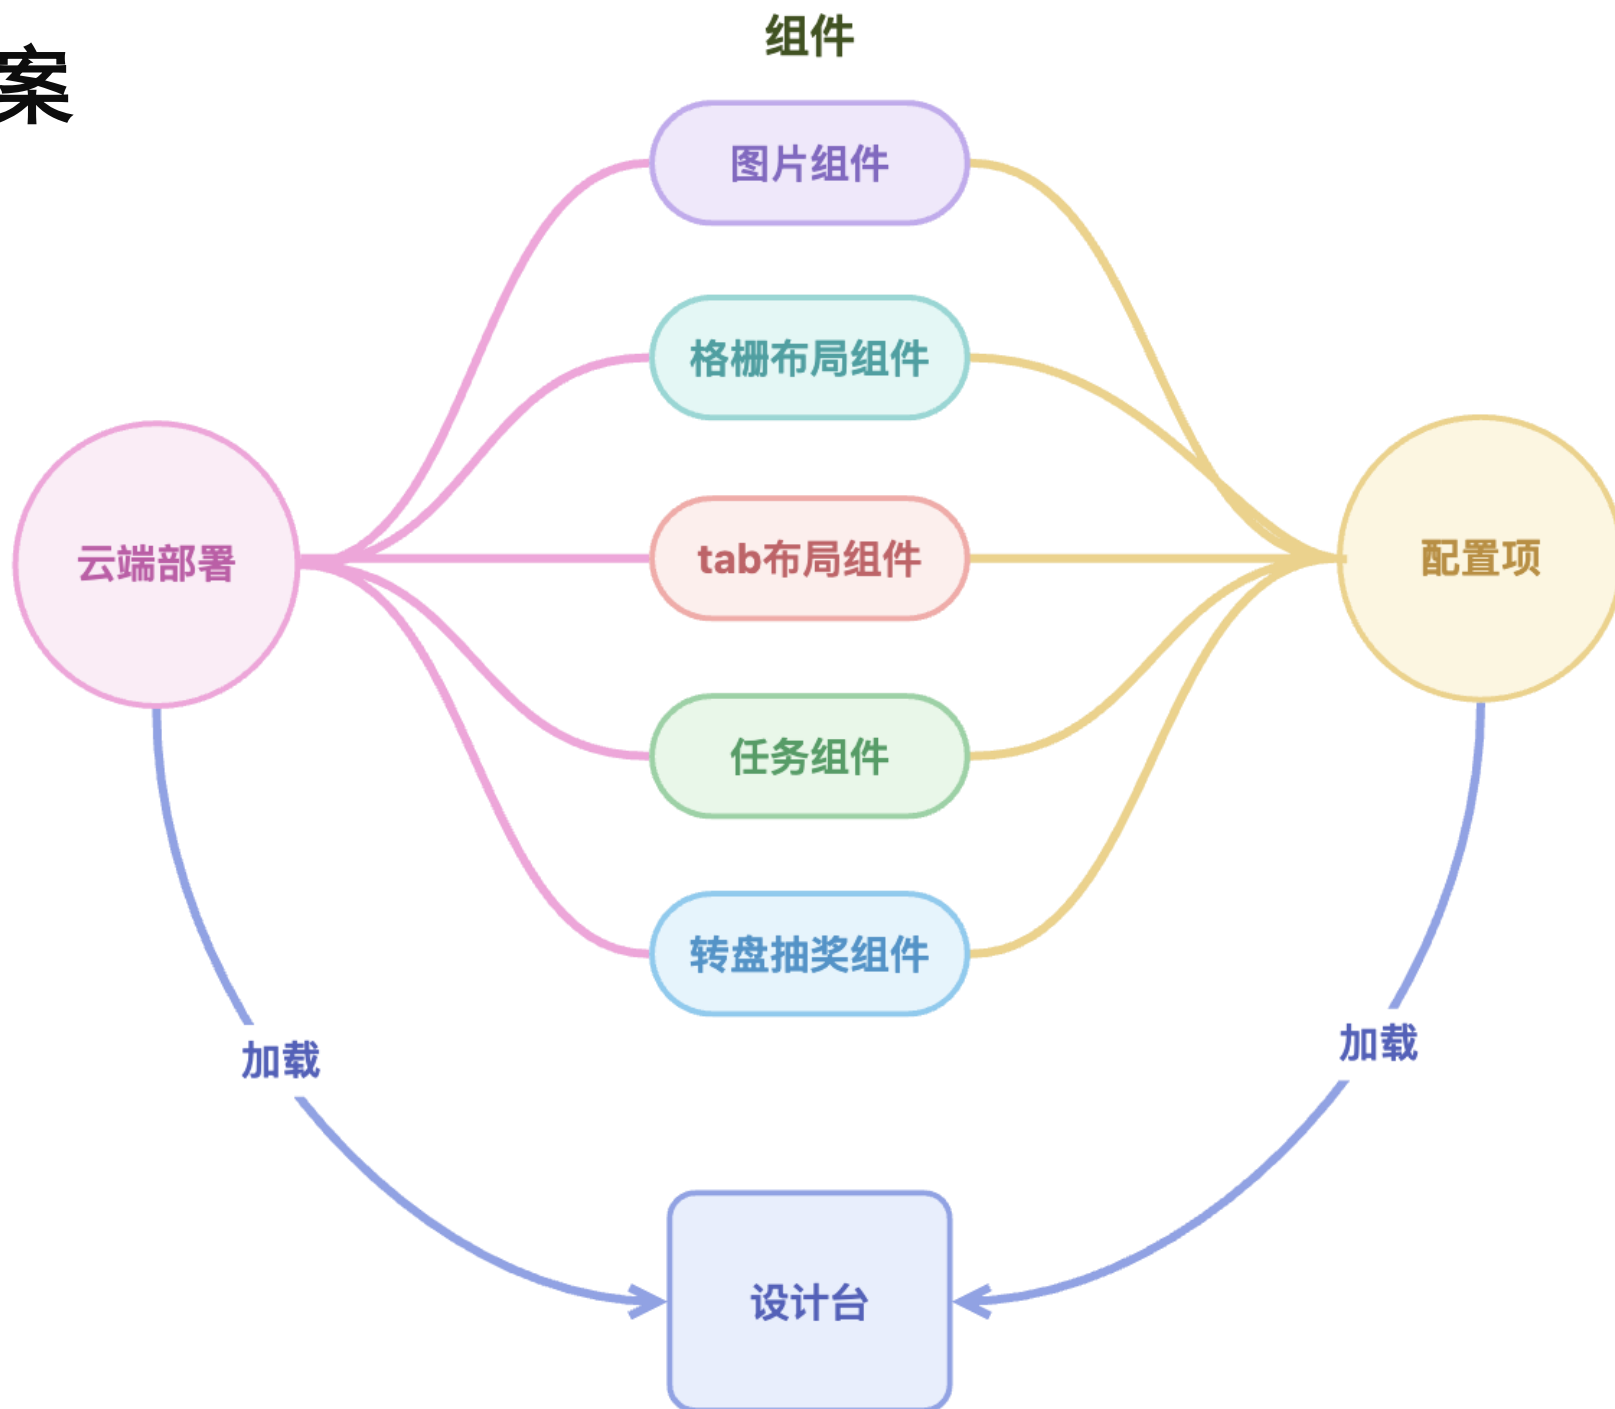 案
组件
图片组件
格栅布局组件
云端部署
tab布局组件
配置项
任务组件
转盘抽奖组件
加载
加载
设计台